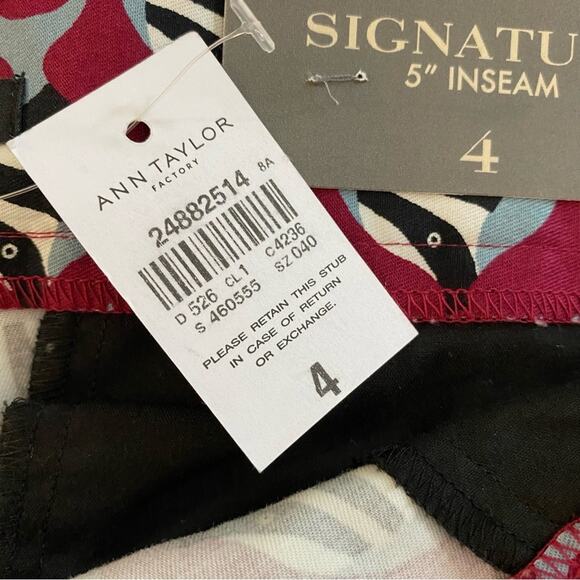 SIGNATU
5" INSEAM
4
ANN TAYLOR
FACTORY
24882514 8A
D 526 CL 1 C4236
S 460555 SZ 040
PLEASE RETAIN THIS STUB
IN CASE OF RETURN
OR EXCHANGE.
4